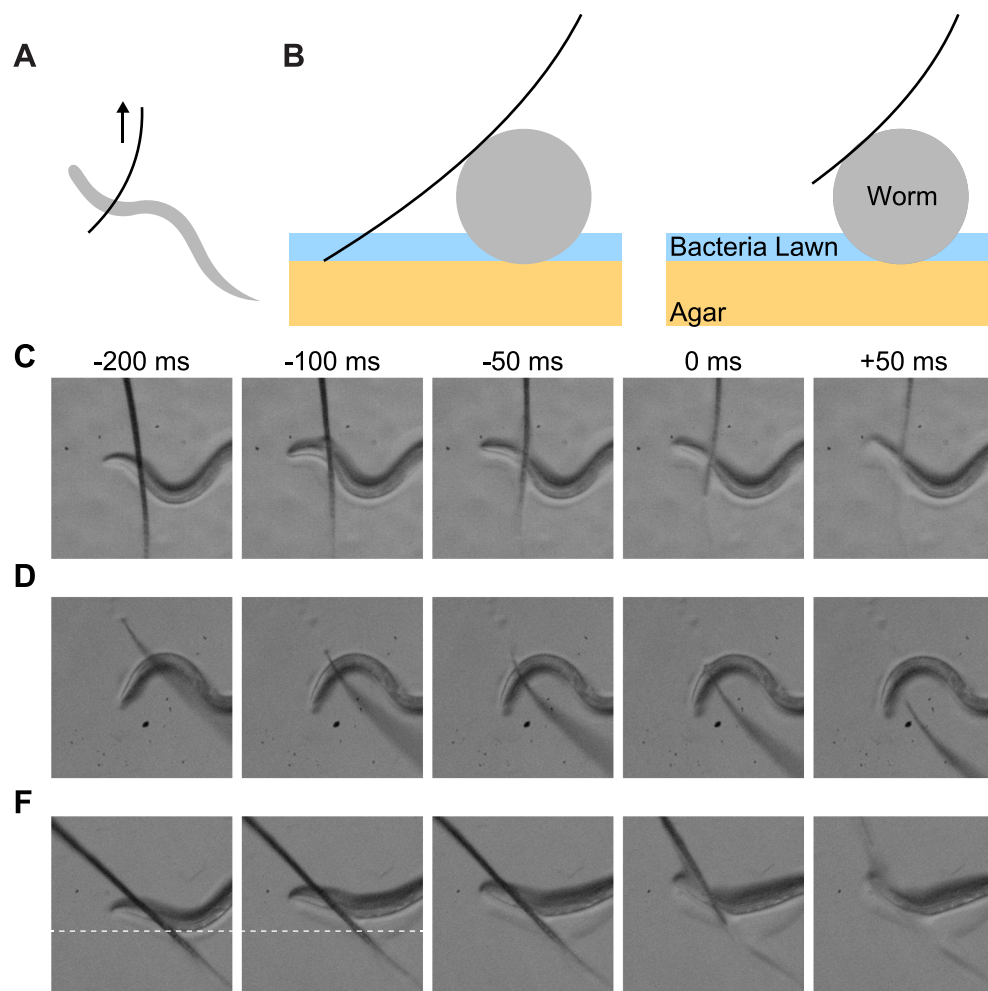 A
B
Worm
Bacteria Lawn
Agar
C
-200 ms
-100 ms
-50 ms
0 ms
+50 ms
D
F